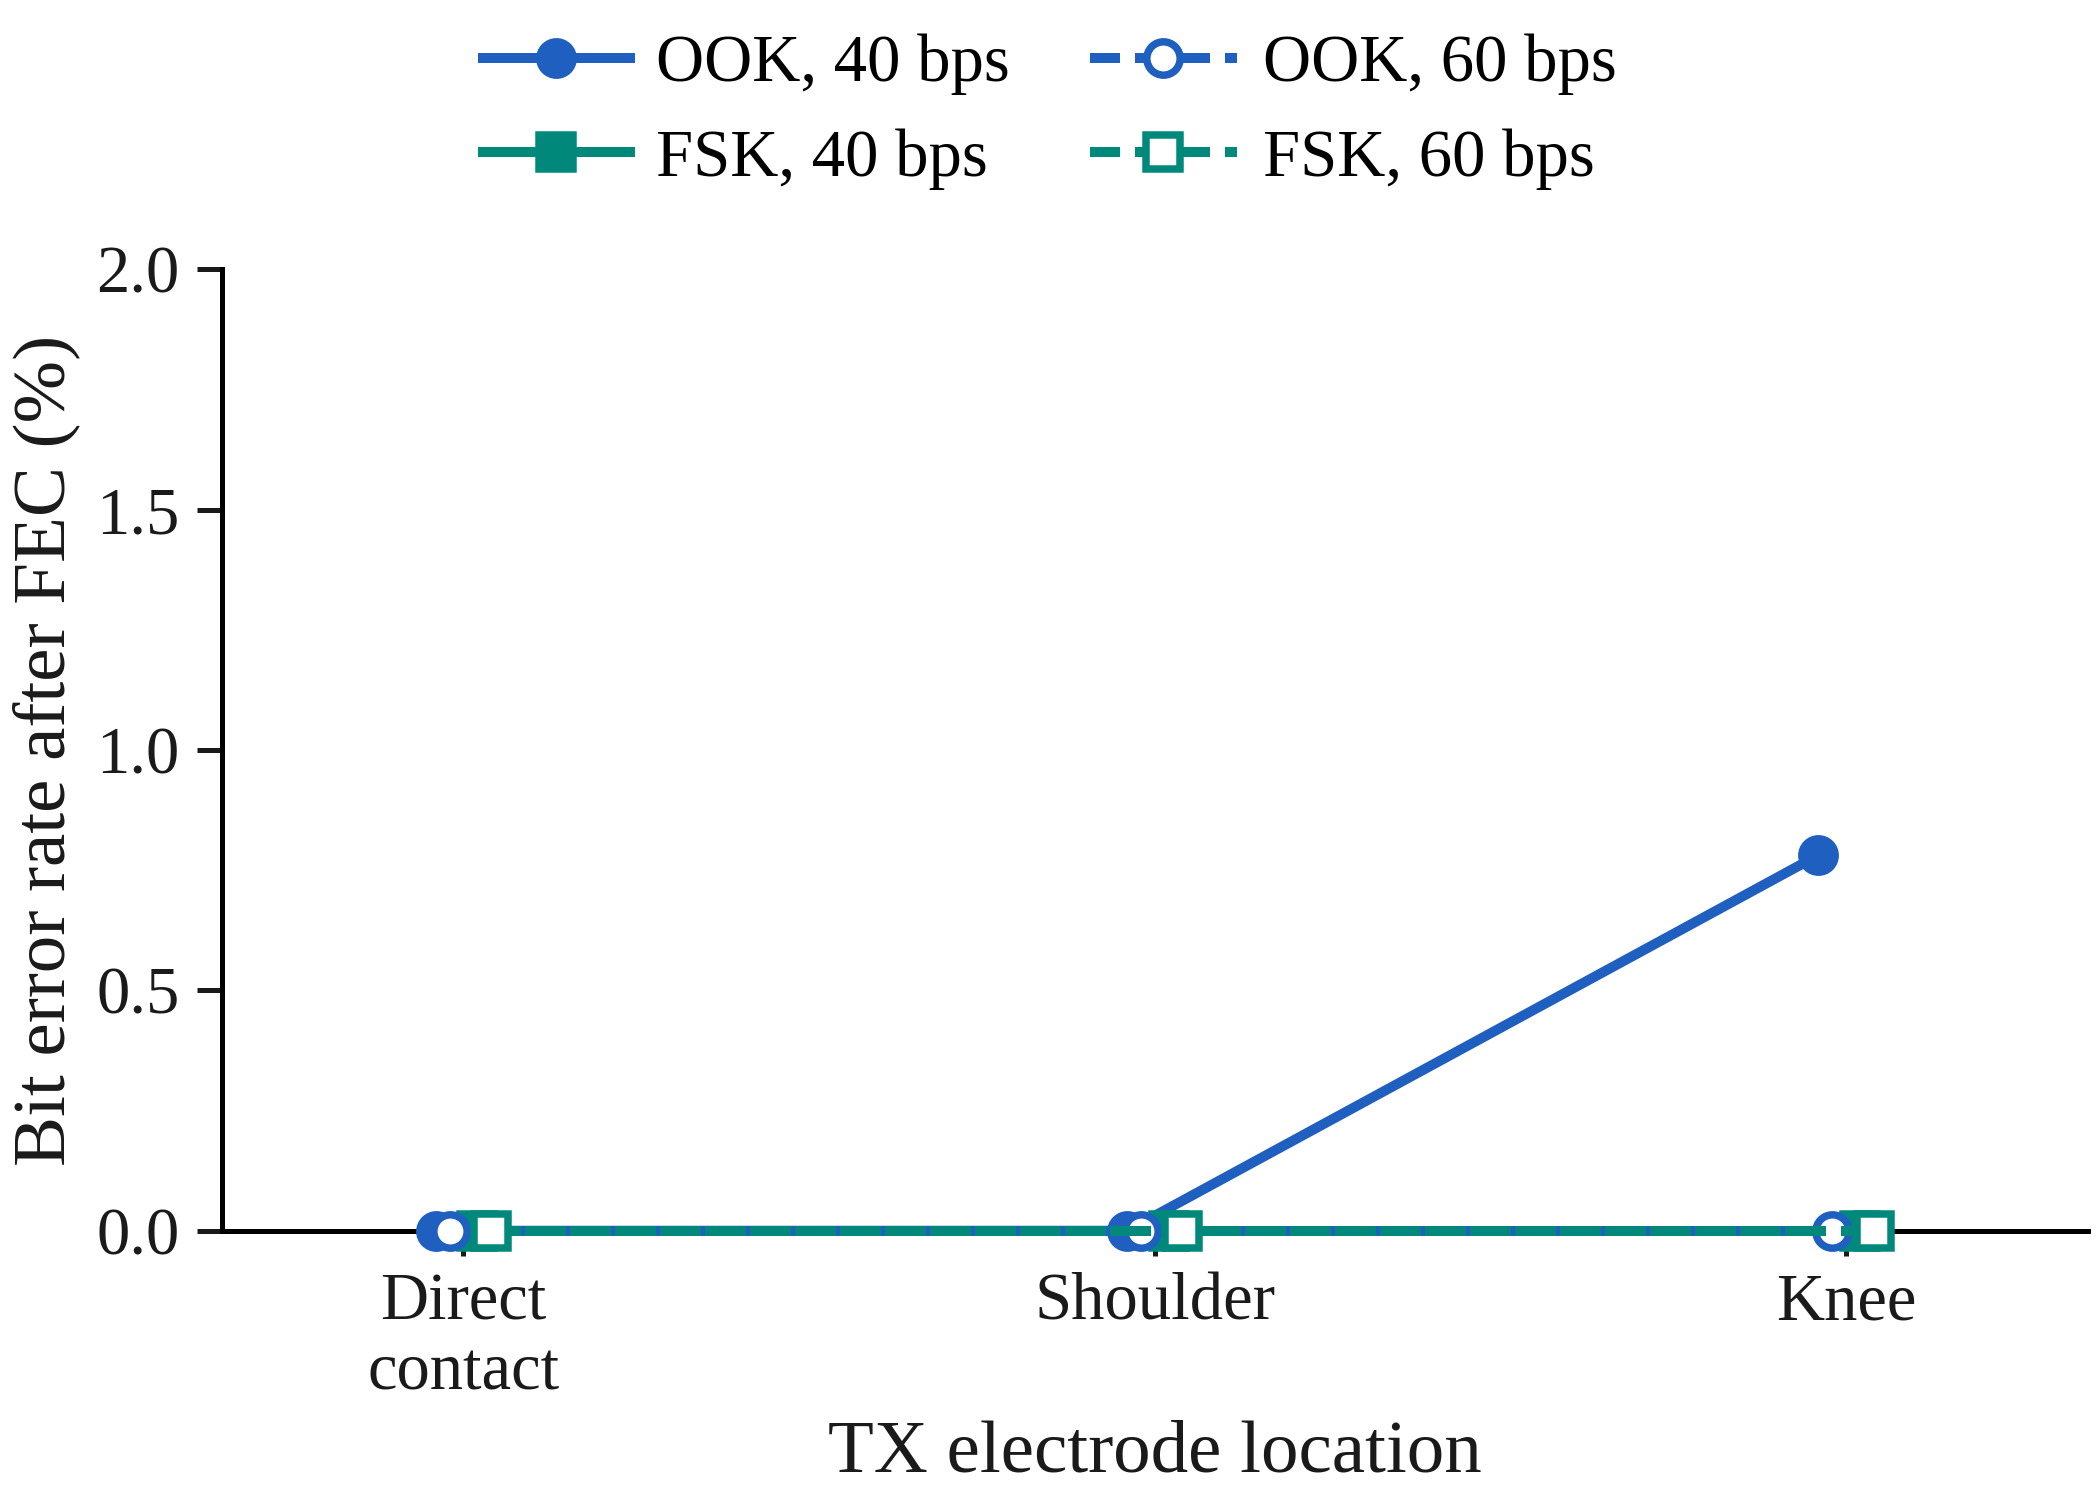 OOK, 40 bps
OOK, 60 bps
FSK, 40 bps
FSK, 60 bps
Bit error rate after FEC (%)
2.0
1.5
1.0
0.5
0.0
Direct
contact
Shoulder
Knee
TX electrode location